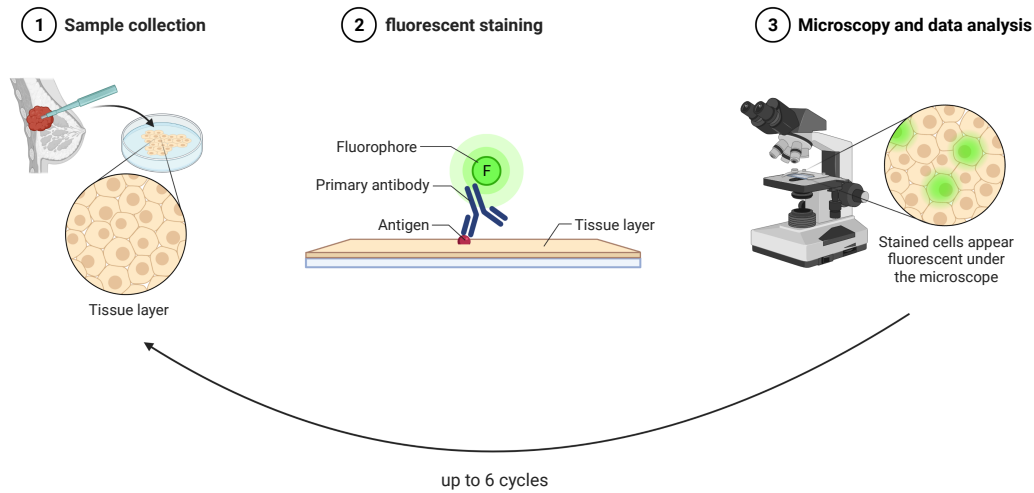 1 Sample collection
2 fluorescent staining
3 Microscopy and data analysis
Fluorophore
F
Primary antibody
Antigen
Tissue layer
Tissue layer
Stained cells appear
fluorescent under
the microscope
up to 6 cycles